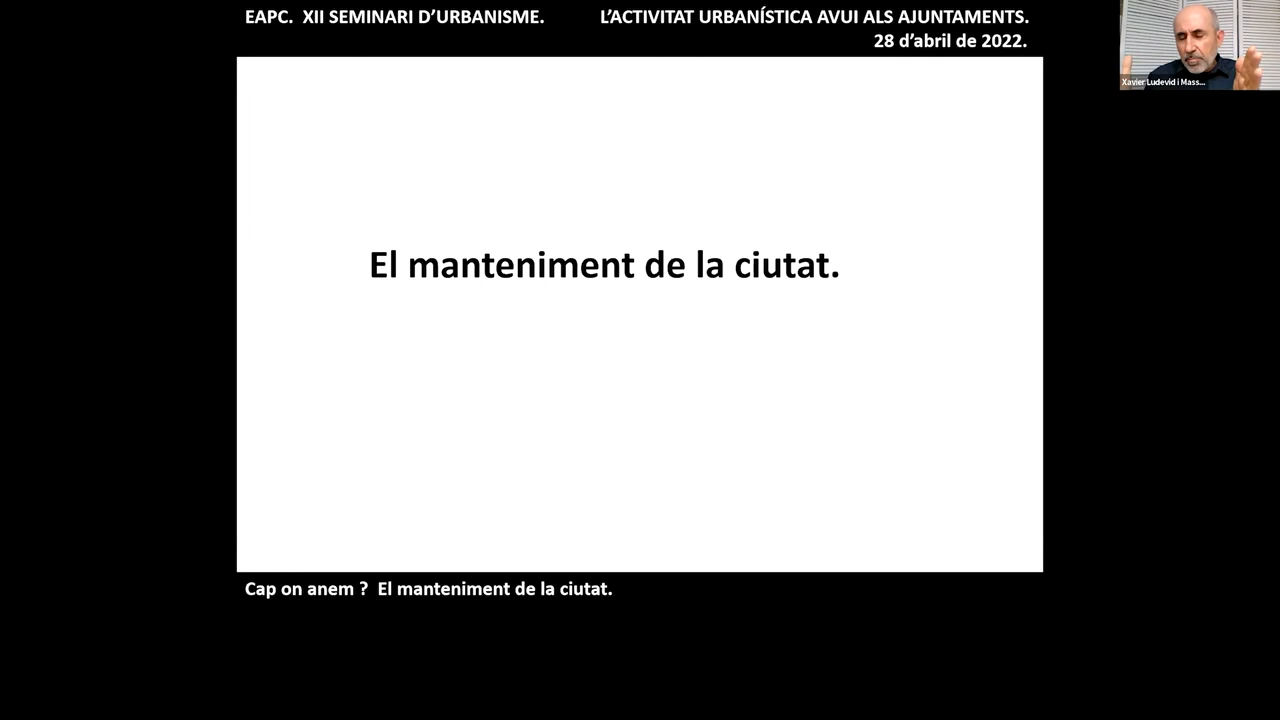 EAPC. XII SEMINARI D’URBANISME. L’ACTIVITAT URBANÍSTICA AVUI ALS AJUNTAMENTS.
28 d’abril de 2022.
Xavier Ludevid i Mass...
El manteniment de la ciutat.
Cap on anem ? El manteniment de la ciutat.